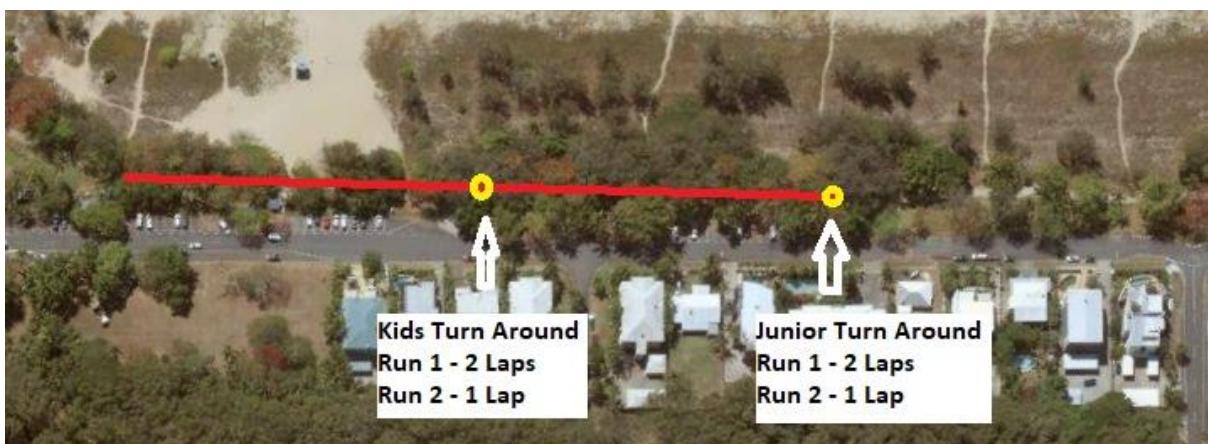 Kids Turn Around
Run 1 - 2 Laps
Run 2 - 1 Lap
Junior Turn Around
Run 1 - 2 Laps
Run 2 - 1 Lap